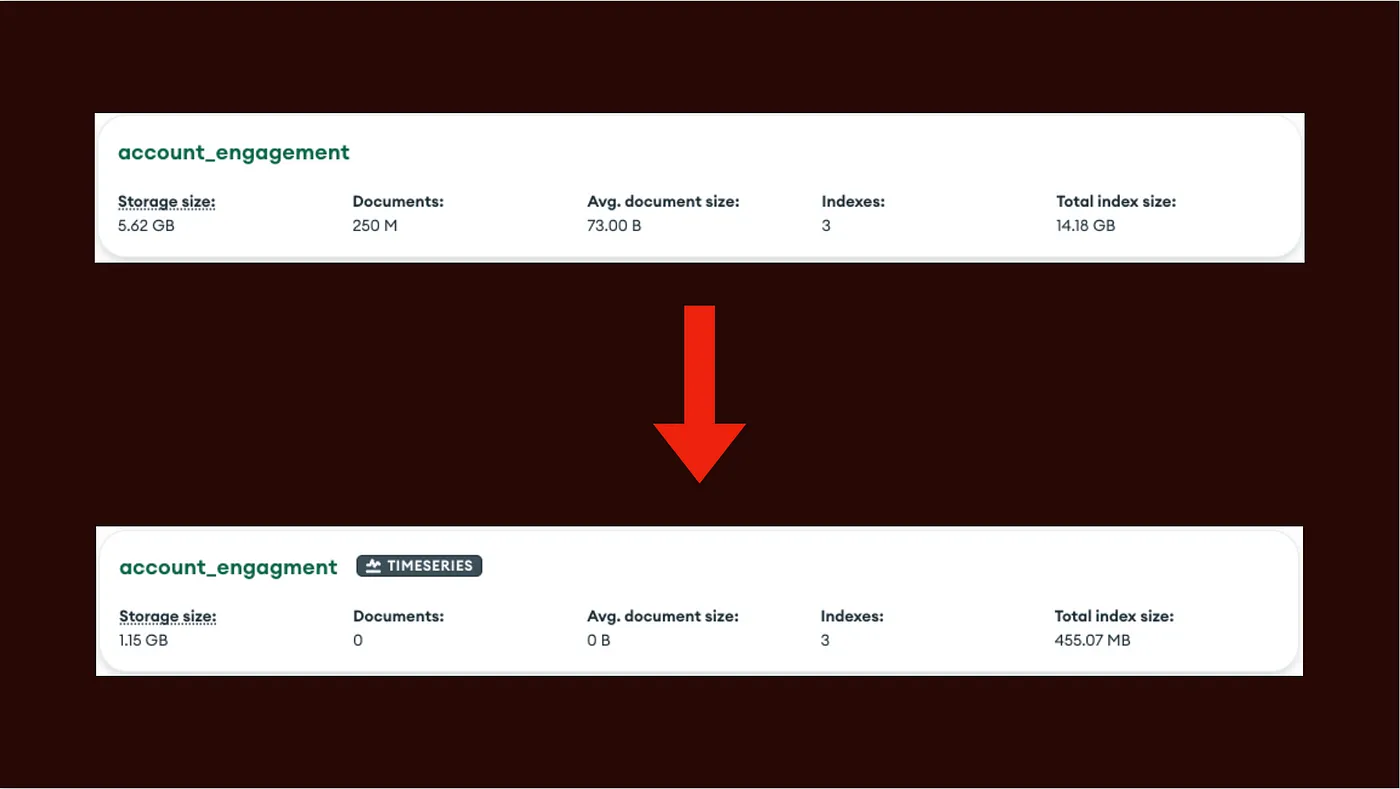 account_engagement
Storage size: Documents: Avg. document size: Indexes: Total index size:
5.62 GB 250 M 73.00 B 3 14.18 GB
account_engagment TIMESERIES
Storage size: Documents: Avg. document size: Indexes: Total index size:
1.15 GB 0 0 B 3 455.07 MB